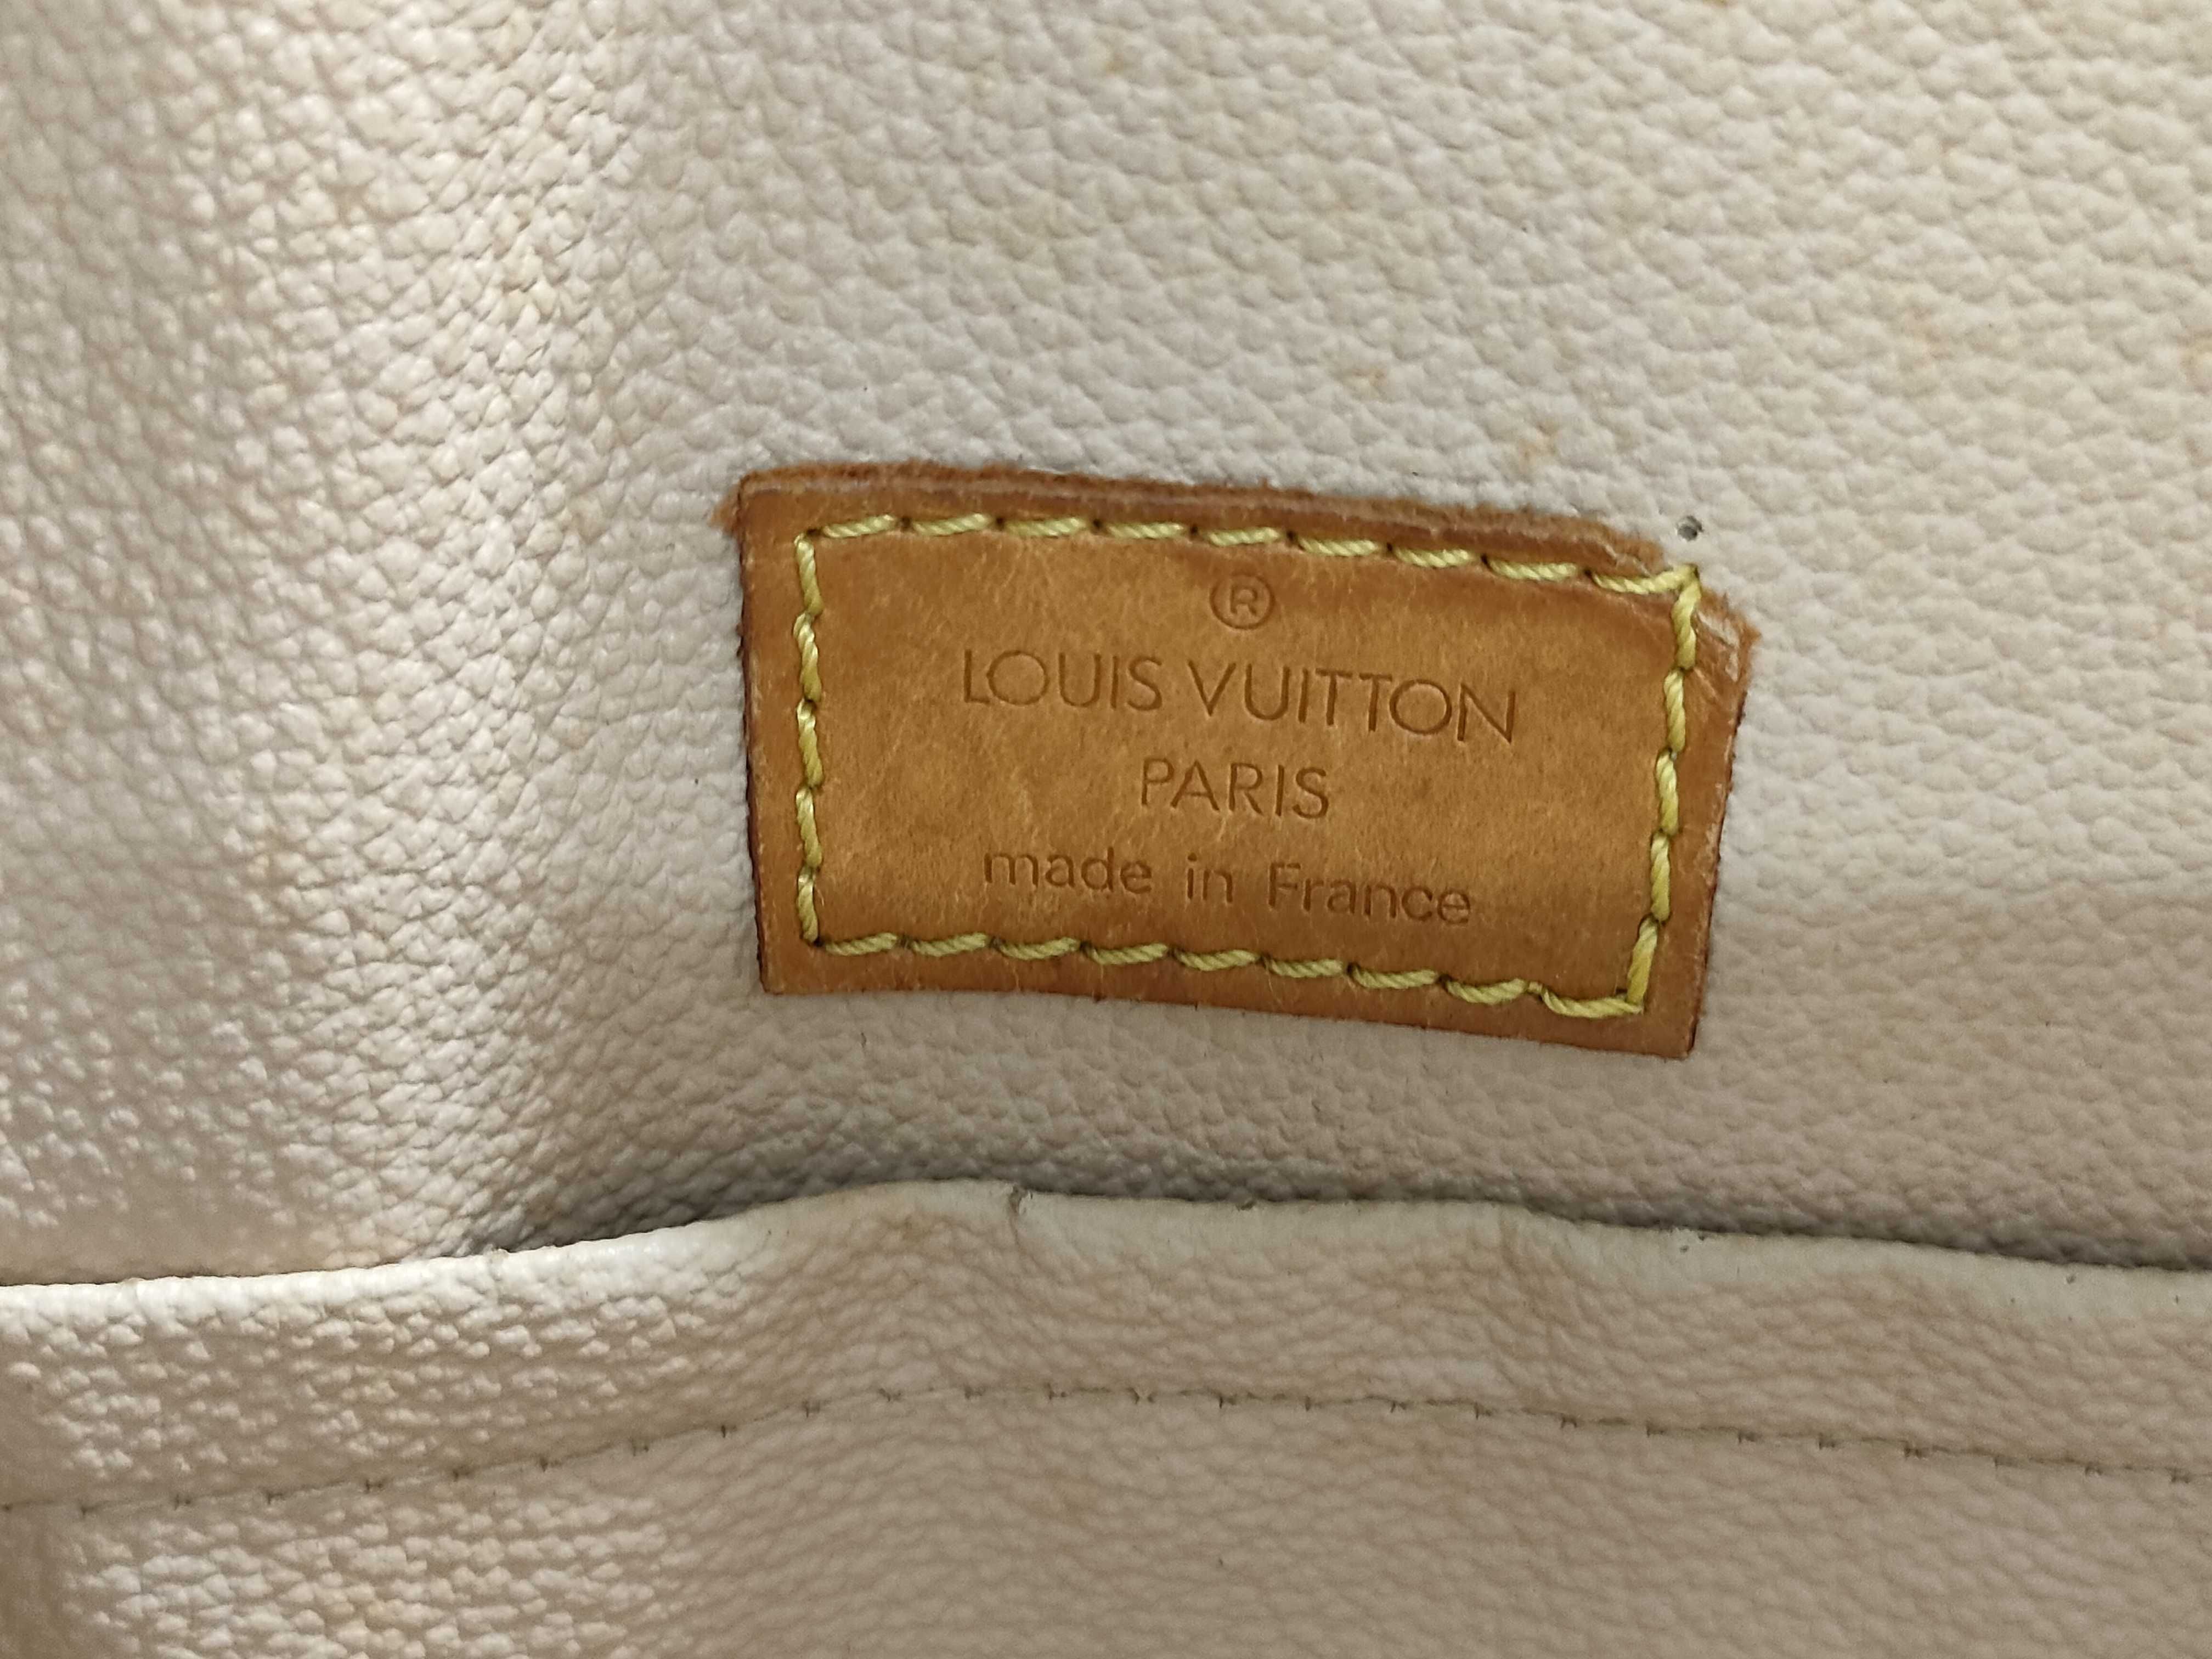 ®
LOUIS VUITTON
PARIS
made in France